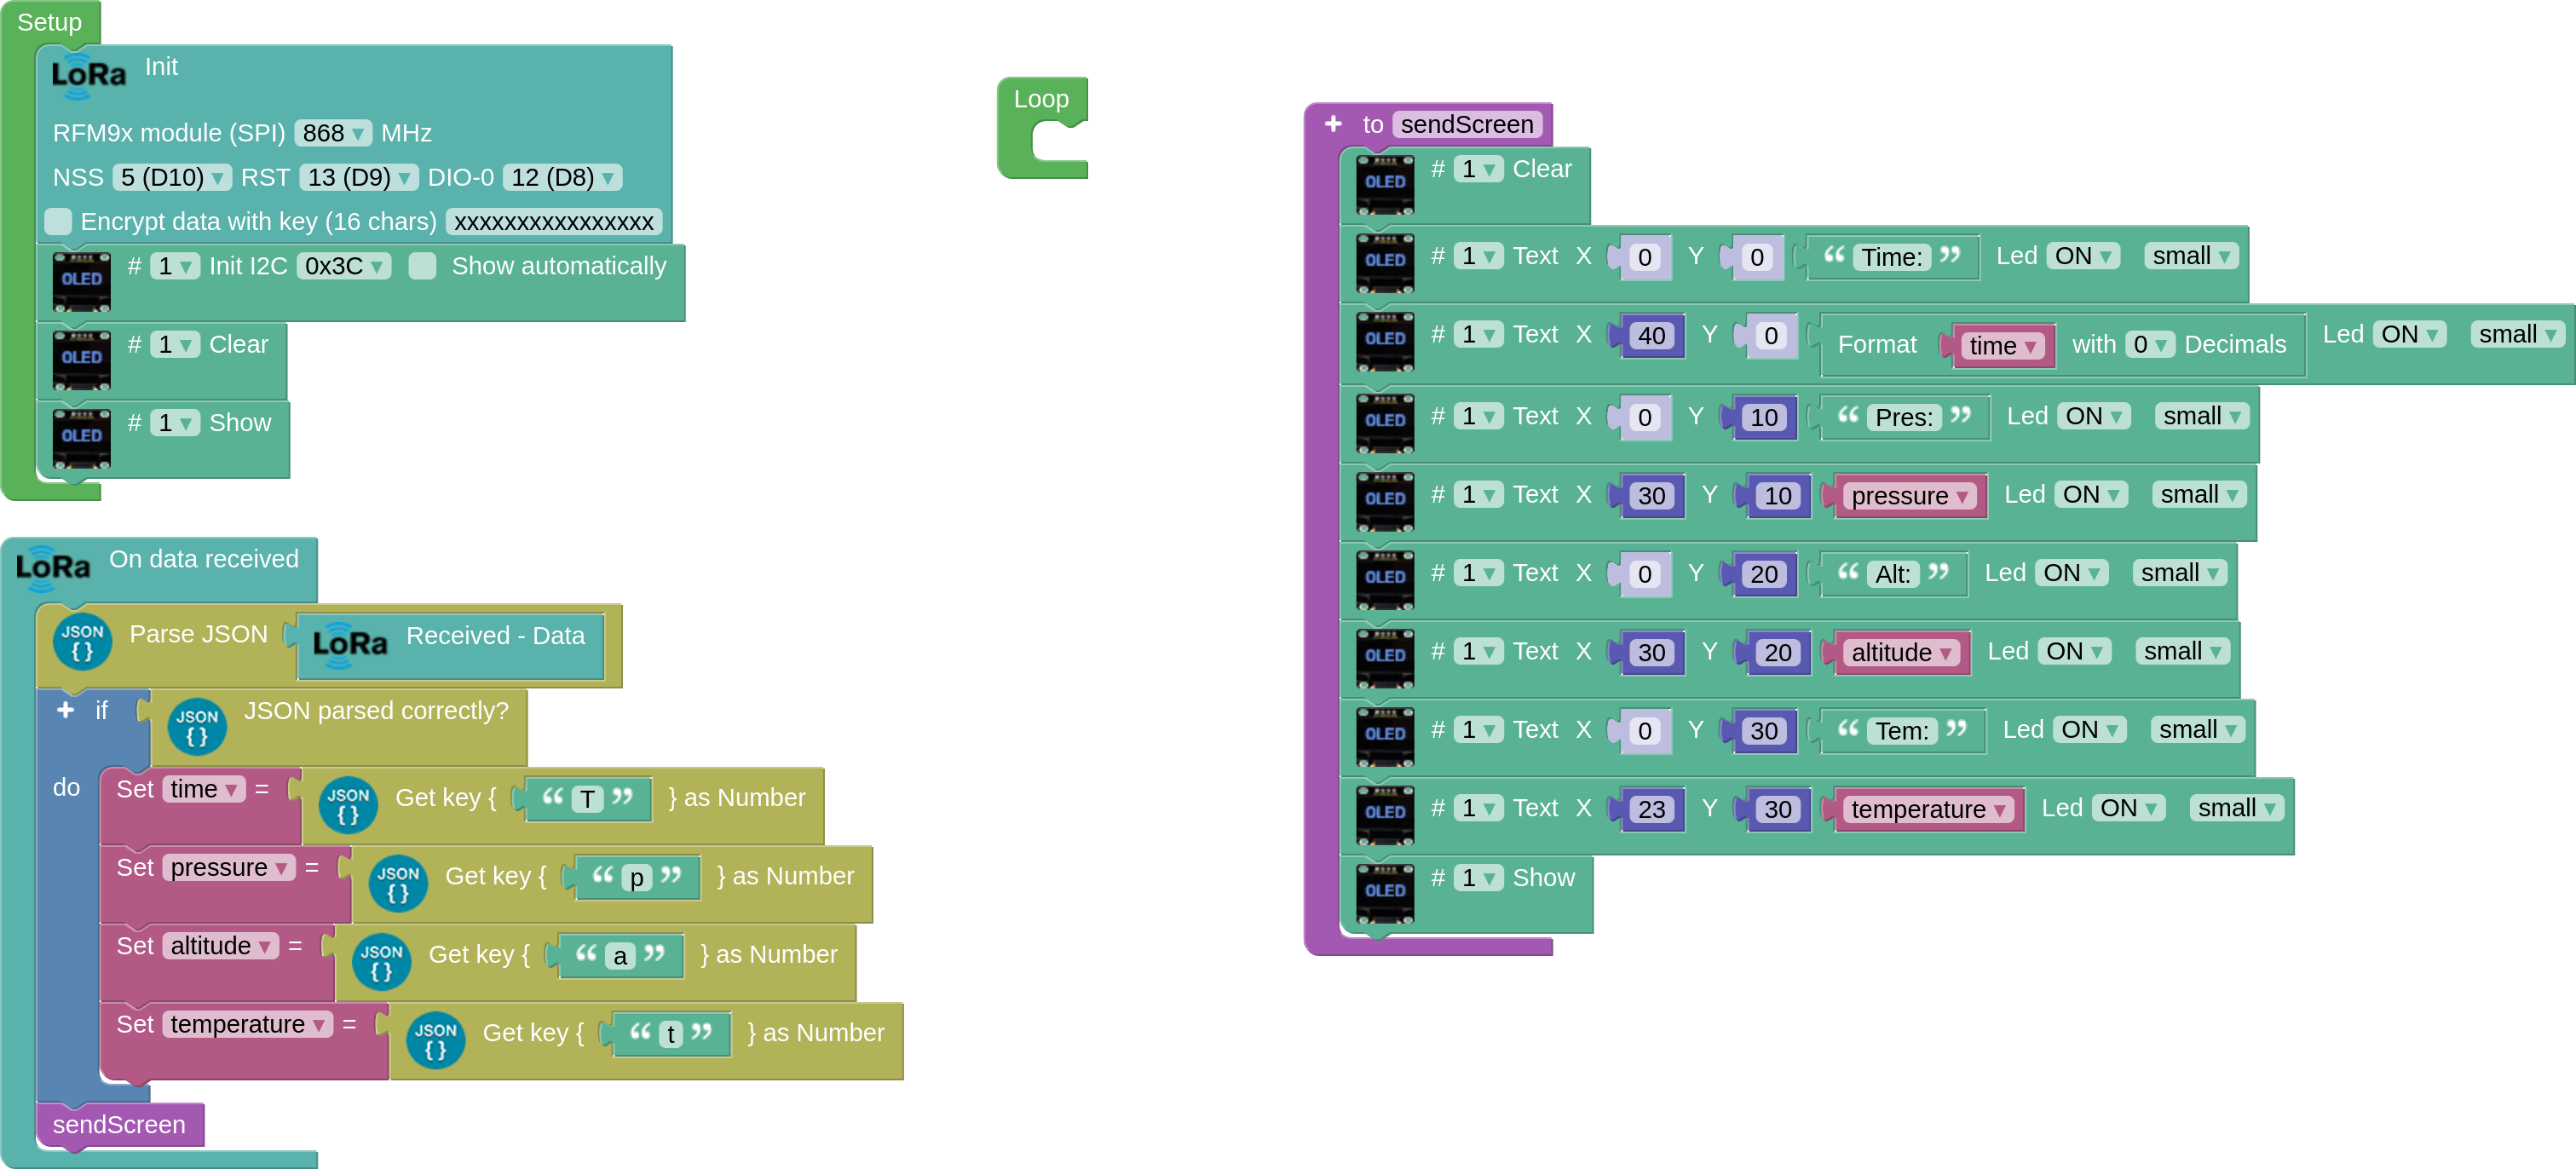 Setup
LoRa Init
RFM9x module (SPI) 868 MHz
NSS 5 (D10) RST 13 (D9) DIO-0 12 (D8)
Encrypt data with key (16 chars) xxxxxxxxxxxxxxxx
OLED # 1 Init I2C 0x3C Show automatically
OLED # 1 Clear
OLED # 1 Show
LoRa On data received
JSON { } Parse JSON LoRa Received - Data
+ if JSON { } JSON parsed correctly?
do Set time = JSON { } Get key { “ T ” } as Number
Set pressure = JSON { } Get key { “ p ” } as Number
Set altitude = JSON { } Get key { “ a ” } as Number
Set temperature = JSON { } Get key { “ t ” } as Number
sendScreen
Loop
+ to sendScreen
OLED # 1 Clear
OLED # 1 Text X 0 Y 0 “ Time: ” Led ON small
OLED # 1 Text X 40 Y 0 Format time with 0 Decimals Led ON small
OLED # 1 Text X 0 Y 10 “ Pres: ” Led ON small
OLED # 1 Text X 30 Y 10 pressure Led ON small
OLED # 1 Text X 0 Y 20 “ Alt: ” Led ON small
OLED # 1 Text X 30 Y 20 altitude Led ON small
OLED # 1 Text X 0 Y 30 “ Tem: ” Led ON small
OLED # 1 Text X 23 Y 30 temperature Led ON small
OLED # 1 Show